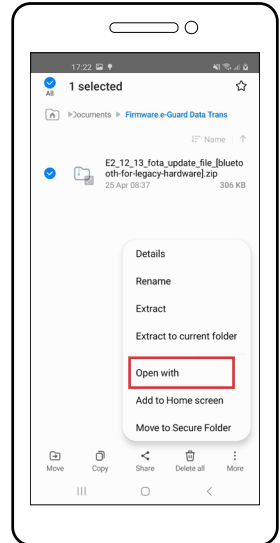 17:22
All
1 selected
Documents
Firmware e-Guard Data Trans
Name
E2_12_13_fota_update_file_[blueto
oth-for-legacy-hardware].zip
25 Apr 08:37
306 KB
Details
Rename
Extract
Extract to current folder
Open with
Add to Home screen
Move to Secure Folder
Move
Copy
Share
Delete all
More